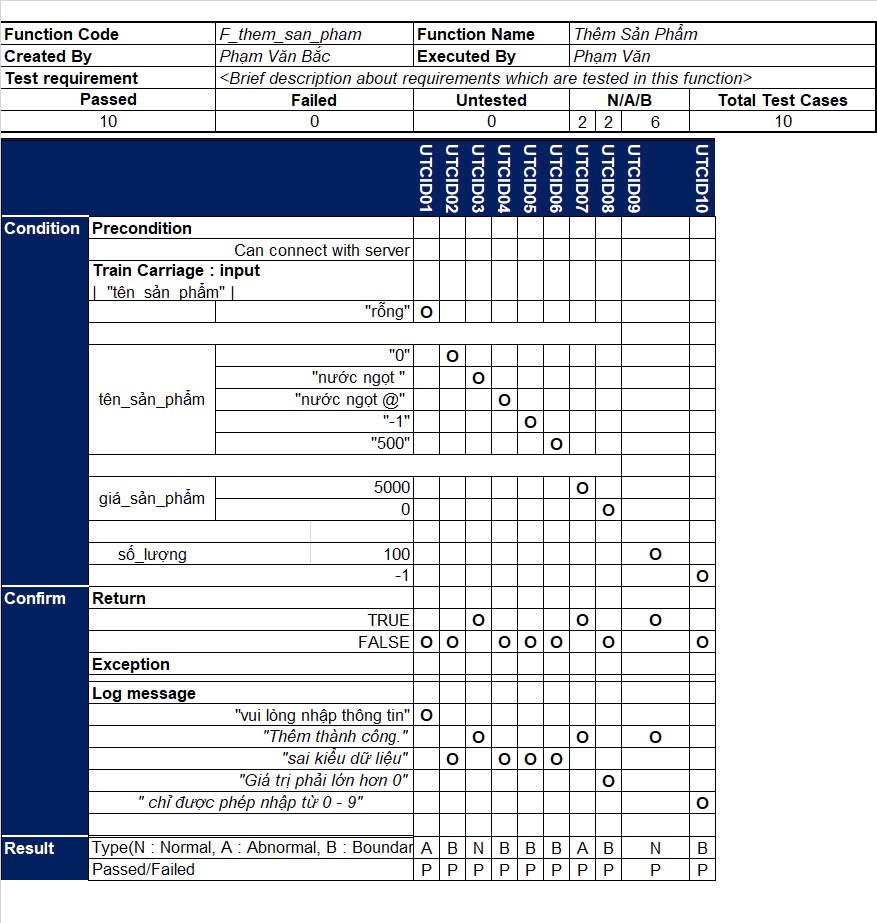 Function Code F_them_san_pham Function Name Thêm Sản Phẩm
Created By Phạm Văn Bắc Executed By Phạm Văn
Test requirement <Brief description about requirements which are tested in this function>
Passed Failed Untested N/A/B Total Test Cases
10 0 0 2 2 6 10
UTCID01 UTCID02 UTCID03 UTCID04 UTCID05 UTCID06 UTCID07 UTCID08 UTCID09 UTCID10
Condition Precondition
Can connect with server
Train Carriage : input
| "tên_sản_phẩm" |
"rỗng" O
"0" O
"nước ngọt " O
tên_sản_phẩm "nước ngọt @" O
"-1" O
"500" O
giá_sản_phẩm 5000 O
0 O
số_lượng 100 O
-1 O
Confirm Return
TRUE O O O
FALSE O O O O O O O
Exception
Log message
"vui lòng nhập thông tin" O
"Thêm thành công." O O O
"sai kiểu dữ liệu" O O O O
"Giá trị phải lớn hơn 0" O
" chỉ được phép nhập từ 0 - 9" O
Result Type(N : Normal, A : Abnormal, B : Boundar A B N B B B A B N B
Passed/Failed P P P P P P P P P P